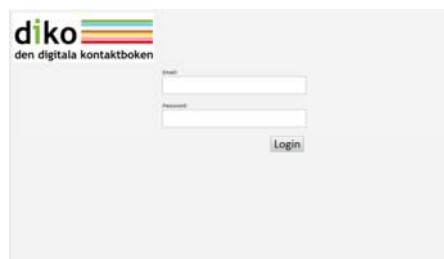 diko
den digitala kontaktboken
Email:
Password:
Login